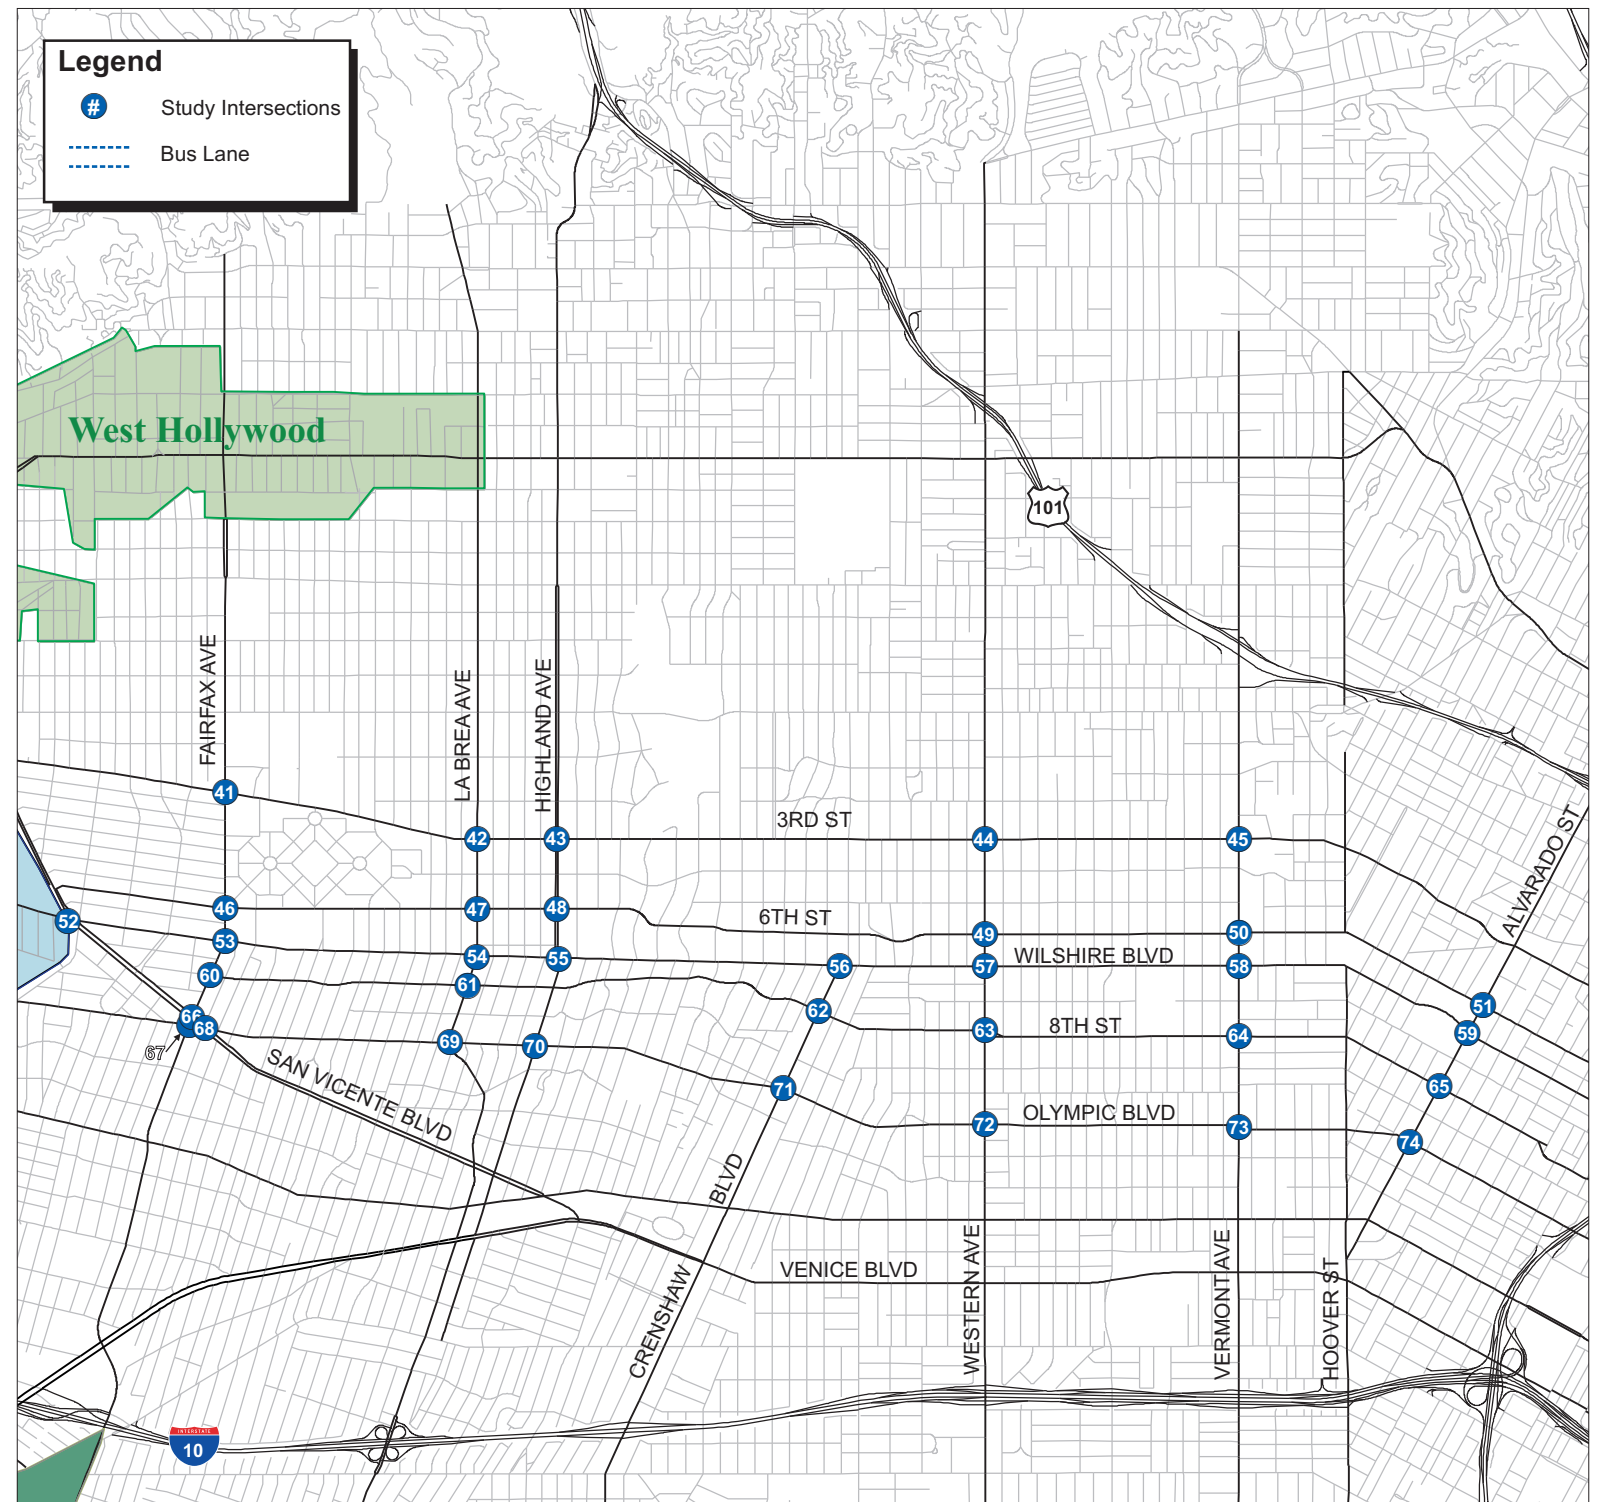 Legend
# Study Intersections
Bus Lane
West Hollywood
101
FAIRFAX AVE
LA BREA AVE
HIGHLAND AVE
41
42
43
3RD ST
44
45
ALVARADO ST
46
47
48
6TH ST
49
50
52
53
54
55
56
57
WILSHIRE BLVD
58
60
61
62
51
66
68
67
63
8TH ST
64
59
69
70
SAN VICENTE BLVD
71
65
72
OLYMPIC BLVD
73
74
CRENSHAW BLVD
VENICE BLVD
WESTERN AVE
VERMONT AVE
HOOVER ST
INTERSTATE
10